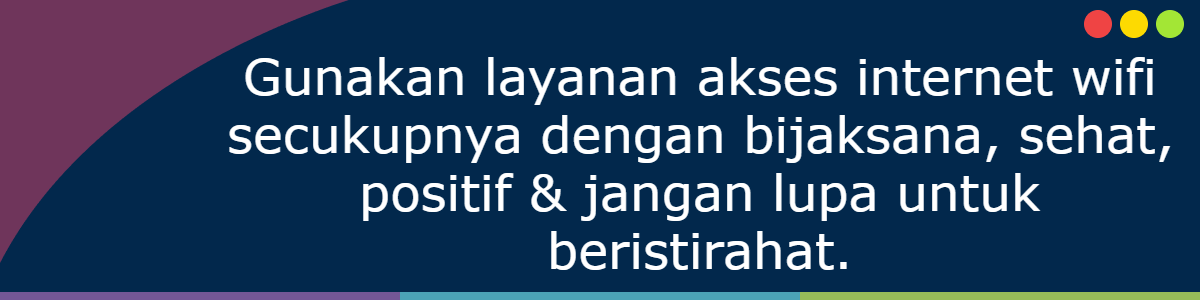 Gunakan layanan akses internet wifi
secukupnya dengan bijaksana, sehat,
positif & jangan lupa untuk
beristirahat.